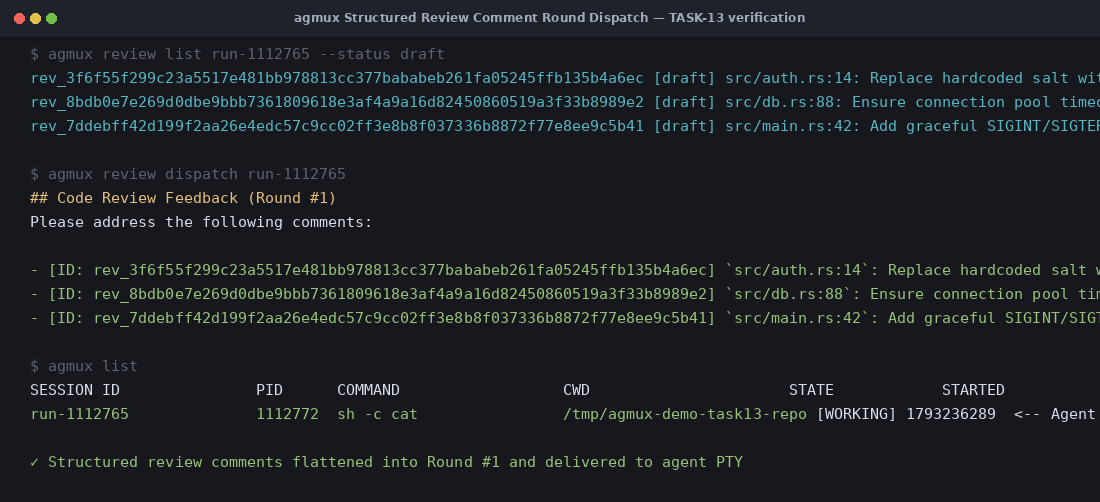 agmux Structured Review Comment Round Dispatch — TASK-13 verification
$ agmux review list run-1112765 --status draft
rev_3f6f55f299c23a5517e481bb978813cc377bababeb261fa05245ffb135b4a6ec [draft] src/auth.rs:14: Replace hardcoded salt wit
rev_8bdb0e7e269d0dbe9bbb7361809618e3af4a9a16d82450860519a3f33b8989e2 [draft] src/db.rs:88: Ensure connection pool timeo
rev_7ddebff42d199f2aa26e4edc57c9cc02ff3e8b8f037336b8872f77e8ee9c5b41 [draft] src/main.rs:42: Add graceful SIGINT/SIGTER
$ agmux review dispatch run-1112765
## Code Review Feedback (Round #1)
Please address the following comments:
- [ID: rev_3f6f55f299c23a5517e481bb978813cc377bababeb261fa05245ffb135b4a6ec] `src/auth.rs:14`: Replace hardcoded salt w
- [ID: rev_8bdb0e7e269d0dbe9bbb7361809618e3af4a9a16d82450860519a3f33b8989e2] `src/db.rs:88`: Ensure connection pool tim
- [ID: rev_7ddebff42d199f2aa26e4edc57c9cc02ff3e8b8f037336b8872f77e8ee9c5b41] `src/main.rs:42`: Add graceful SIGINT/SIGT
$ agmux list
SESSION ID PID COMMAND CWD STATE STARTED
run-1112765 1112772 sh -c cat /tmp/agmux-demo-task13-repo [WORKING] 1793236289 <-- Agent
✓ Structured review comments flattened into Round #1 and delivered to agent PTY